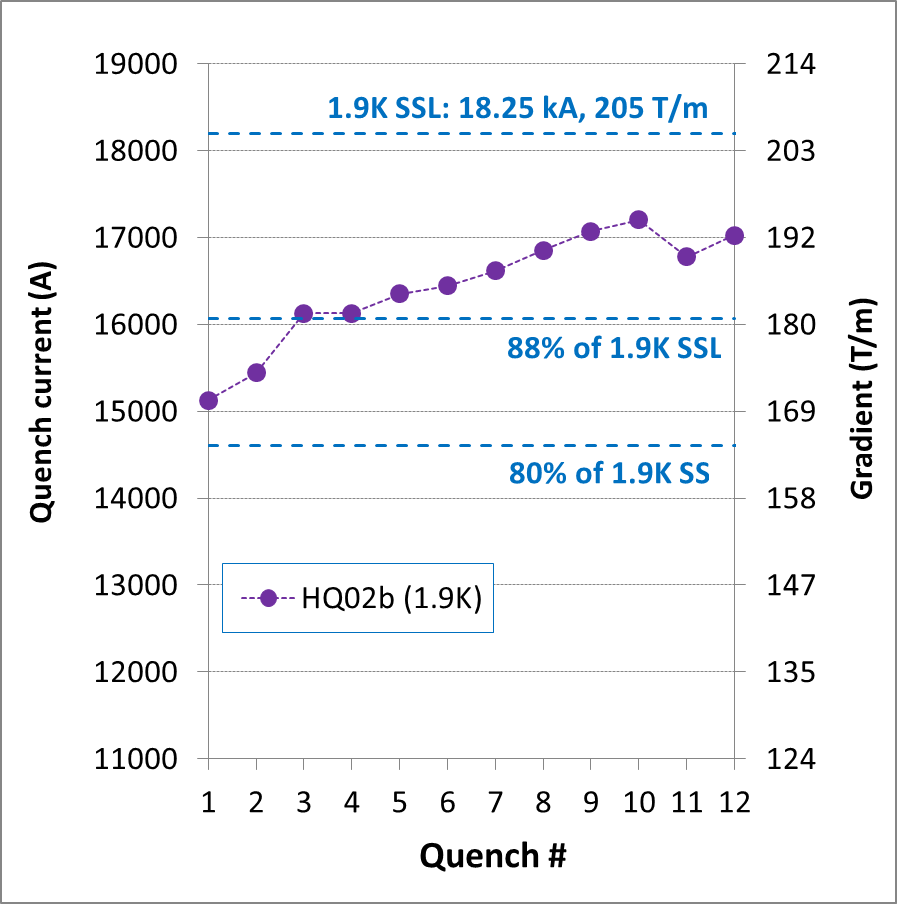 19000
18000
17000
16000
15000
14000
13000
12000
11000
Quench current (A)
1.9K SSL: 18.25 kA, 205 T/m
88% of 1.9K SSL
80% of 1.9K SS
HQ02b (1.9K)
214
203
192
180
169
158
147
135
124
Gradient (T/m)
1 2 3 4 5 6 7 8 9 10 11 12
Quench #